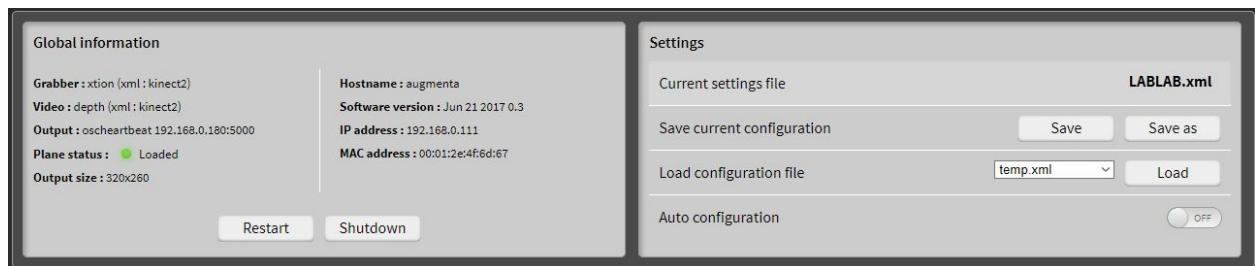 Global information
Grabber : xtion (xml : kinect2)
Video : depth (xml : kinect2)
Output : oscheartbeat 192.168.0.180:5000
Plane status : Loaded
Output size : 320x260
Hostname : augmenta
Software version : Jun 21 2017 0.3
IP address : 192.168.0.111
MAC address : 00:01:2e:4f:6d:67
Restart Shutdown
Settings
Current settings file LABLAB.xml
Save current configuration Save Save as
Load configuration file temp.xml Load
Auto configuration OFF